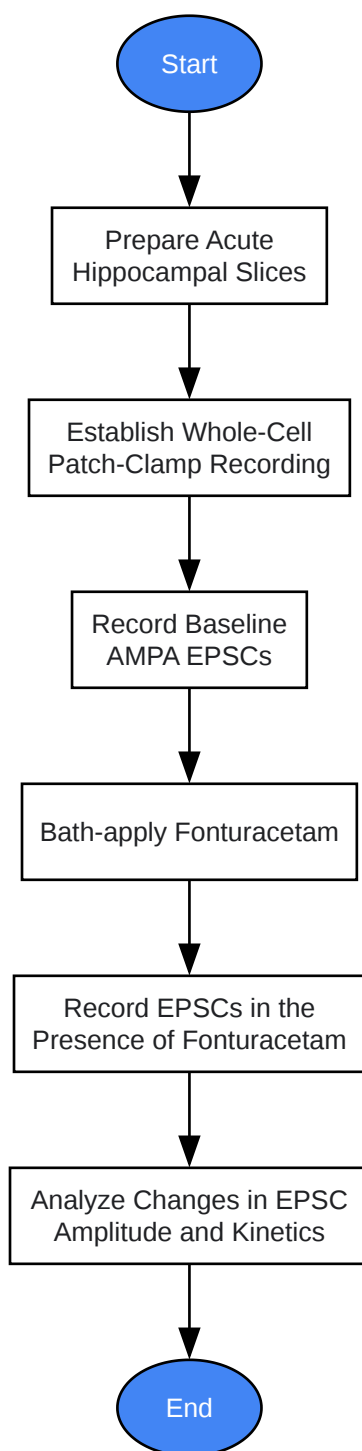 Start
Prepare Acute
Hippocampal Slices
Establish Whole-Cell
Patch-Clamp Recording
Record Baseline
AMPA EPSCs
Bath-apply Fonturacetam
Record EPSCs in the
Presence of Fonturacetam
Analyze Changes in EPSC
Amplitude and Kinetics
End